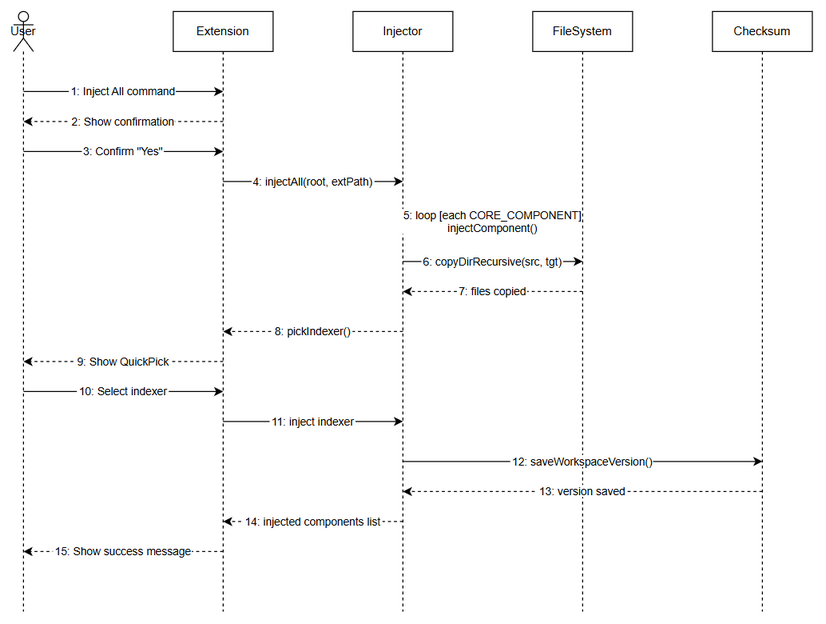 User
Extension
Injector
FileSystem
Checksum
1: Inject All command
2: Show confirmation
3: Confirm "Yes"
4: injectAll(root, extPath)
5: loop [each CORE_COMPONENT]
injectComponent()
6: copyDirRecursive(src, tgt)
7: files copied
8: pickIndexer()
9: Show QuickPick
10: Select indexer
11: inject indexer
12: saveWorkspaceVersion()
13: version saved
14: injected components list
15: Show success message